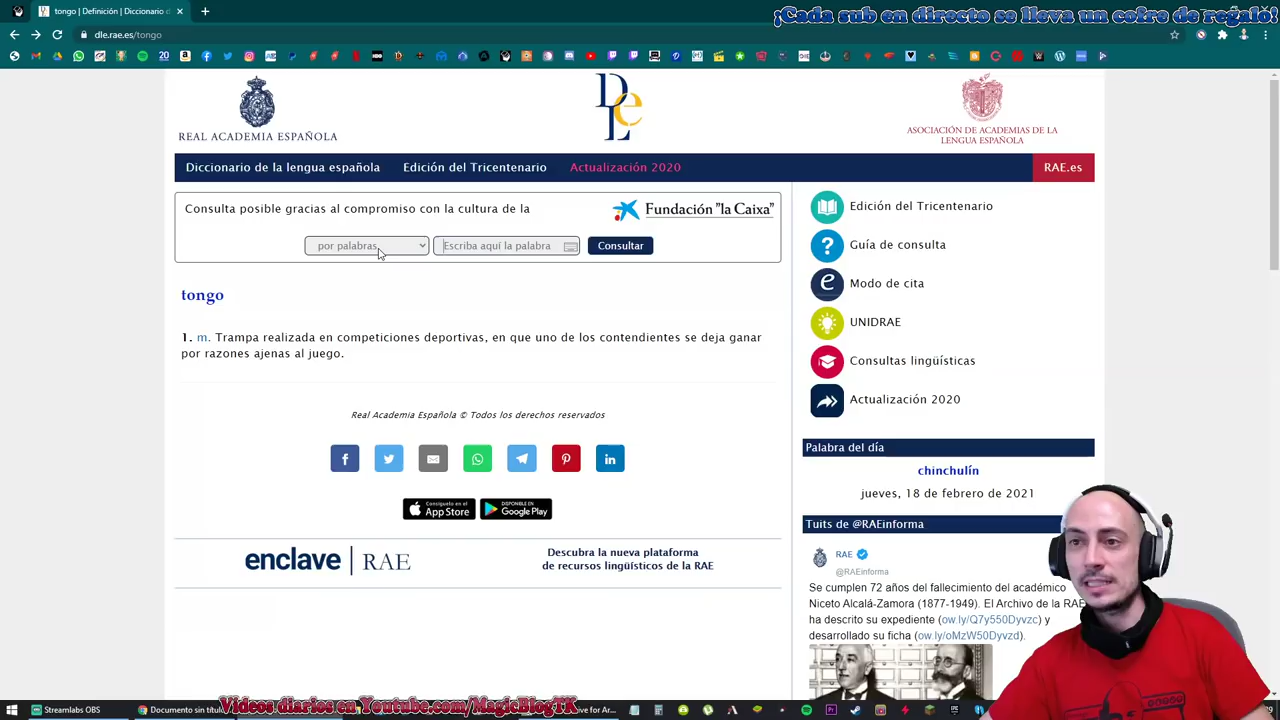 tongo | Definición | Diccionario d
¡Cada sub en directo se lleva un cofre de regalo!
dle.rae.es/tongo
REAL ACADEMIA ESPAÑOLA
DLE
ASOCIACIÓN DE ACADEMIAS DE LA
LENGUA ESPAÑOLA
Diccionario de la lengua española
Edición del Tricentenario
Actualización 2020
RAE.es
Consulta posible gracias al compromiso con la cultura de la
Fundación "la Caixa"
por palabras
Escriba aquí la palabra
Consultar
tongo
1. m. Trampa realizada en competiciones deportivas, en que uno de los contendientes se deja ganar
por razones ajenas al juego.
Real Academia Española © Todos los derechos reservados
Consíguelo en el
App Store
DISPONIBLE EN
Google Play
enclave | RAE
Descubra la nueva plataforma
de recursos lingüísticos de la RAE
Edición del Tricentenario
Guía de consulta
Modo de cita
UNIDRAE
Consultas lingüísticas
Actualización 2020
Palabra del día
chinchulín
jueves, 18 de febrero de 2021
Tuits de @RAEinforma
RAE
@RAEinforma
Se cumplen 72 años del fallecimiento del académico
Niceto Alcalá-Zamora (1877-1949). El Archivo de la RAE
ha descrito su expediente (ow.ly/Q7y550Dyvzc) y
desarrollado su ficha (ow.ly/oMzW50Dyvzd).
Vídeos diarios en Youtube.com/MagicBlogTK
Streamlabs OBS
Documento sin títul